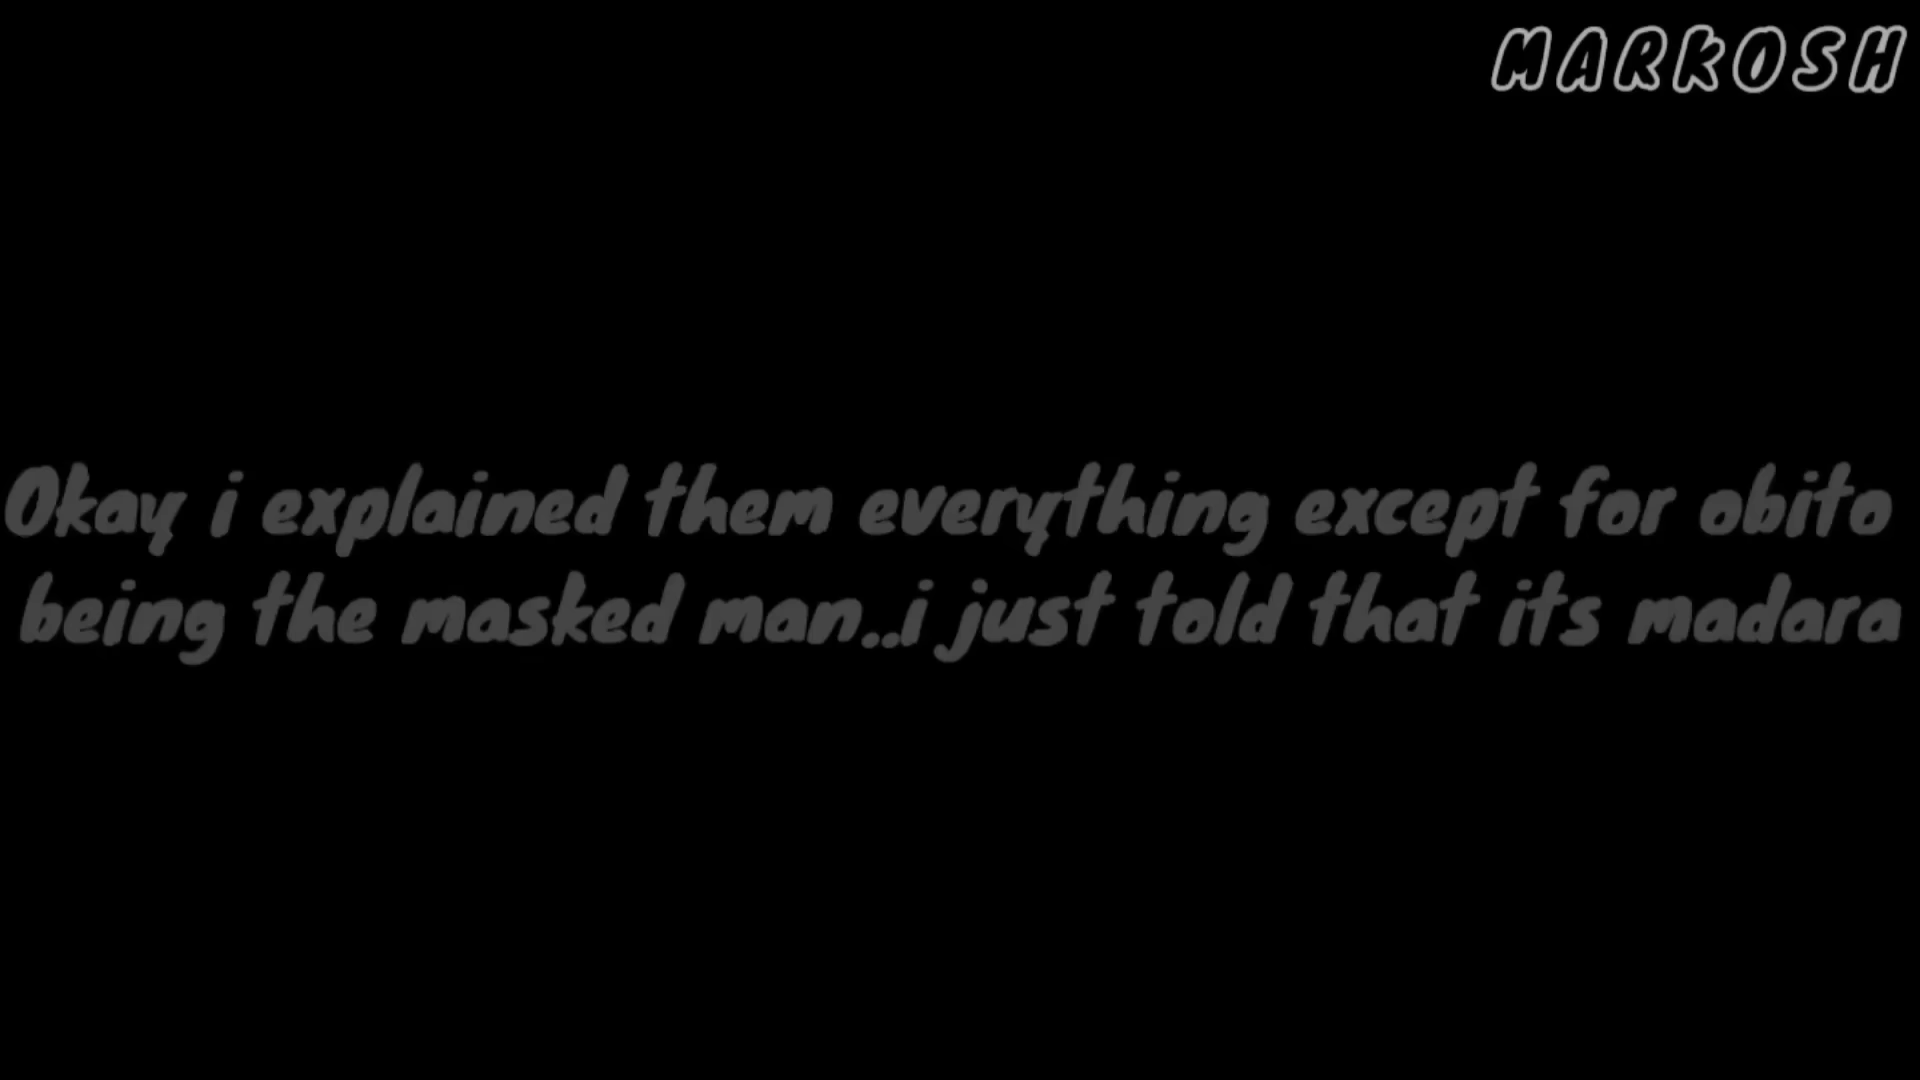 MARKOSH
Okay i explained them everything except for obito
being the masked man..i just told that its madara